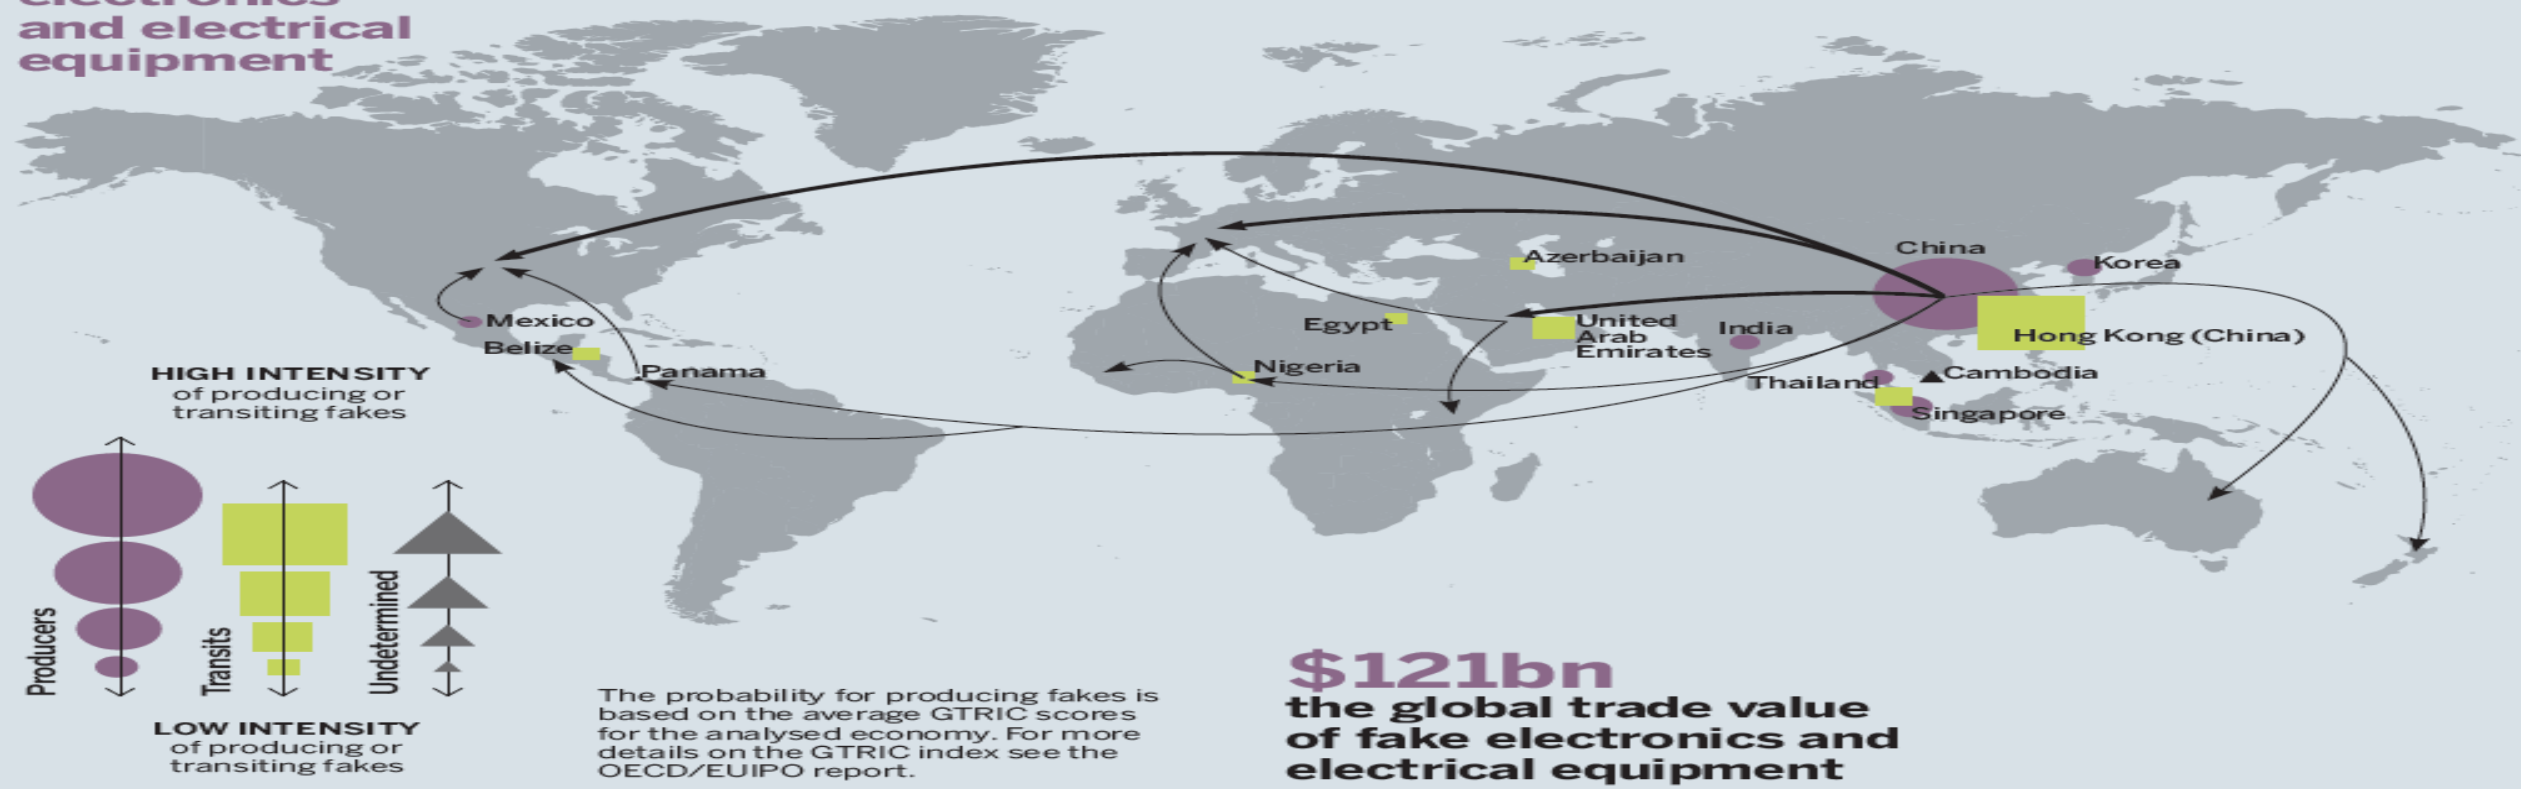 electronics
and electrical
equipment
China
Azerbaijan
Korea
Mexico
Egypt
United
Arab
Emirates
India
Hong Kong (China)
Belize
Panama
Nigeria
Thailand
Cambodia
Singapore
HIGH INTENSITY
of producing or
transiting fakes
Producers
Transits
Undetermined
LOW INTENSITY
of producing or
transiting fakes
The probability for producing fakes is
based on the average GTRIC scores
for the analysed economy. For more
details on the GTRIC index see the
OECD/EUIPO report.
$121bn
the global trade value
of fake electronics and
electrical equipment